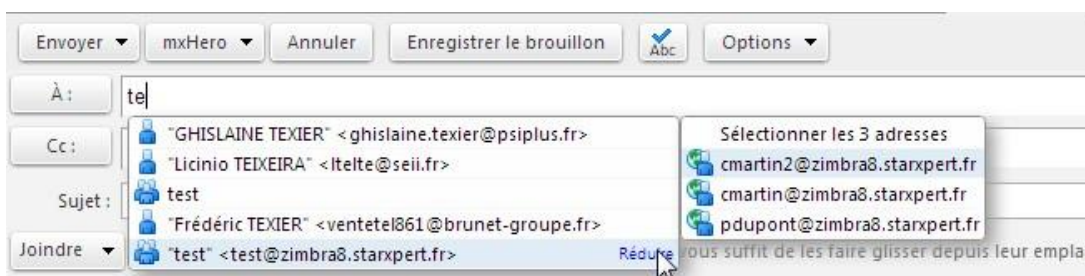 Envoyer mxHero Annuler Enregistrer le brouillon Abc Options
À : te
Cc :
Sujet :
Joindre
"GHISLAINE TEXIER" <ghislaine.texier@psiplus.fr>
"Licinio TEIXEIRA" <ltelte@seii.fr>
test
"Frédéric TEXIER" <ventetel861@brunet-groupe.fr>
"test" <test@zimbra8.starxpert.fr> Réduire
Sélectionner les 3 adresses
cmartin2@zimbra8.starxpert.fr
cmartin@zimbra8.starxpert.fr
pdupont@zimbra8.starxpert.fr
vous suffit de les faire glisser depuis leur empla